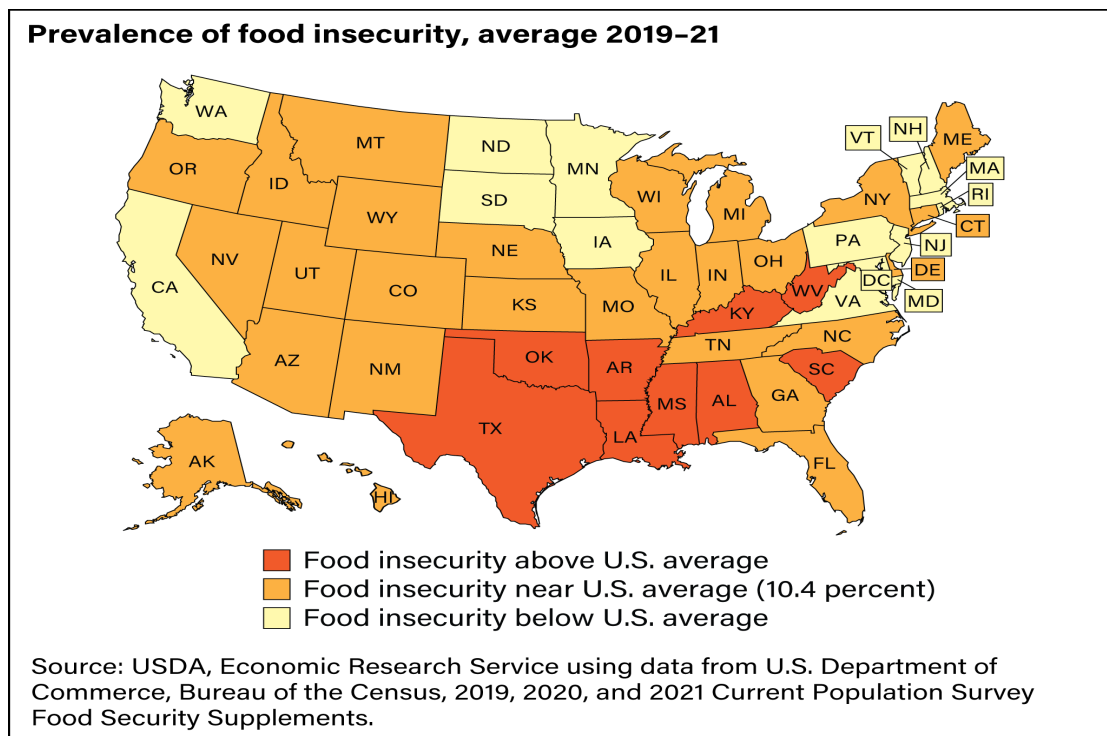 Prevalence of food insecurity, average 2019–21
WA
MT
ND
MN
VT
NH
ME
OR
ID
SD
WI
MI
NY
MA
RI
CT
WY
IA
PA
NJ
NV
UT
NE
IL
IN
OH
DE
CA
CO
KS
MO
KY
WV
DC
VA
MD
AZ
NM
OK
AR
TN
NC
SC
TX
LA
MS
AL
GA
AK
HI
FL
Food insecurity above U.S. average
Food insecurity near U.S. average (10.4 percent)
Food insecurity below U.S. average
Source: USDA, Economic Research Service using data from U.S. Department of
Commerce, Bureau of the Census, 2019, 2020, and 2021 Current Population Survey
Food Security Supplements.